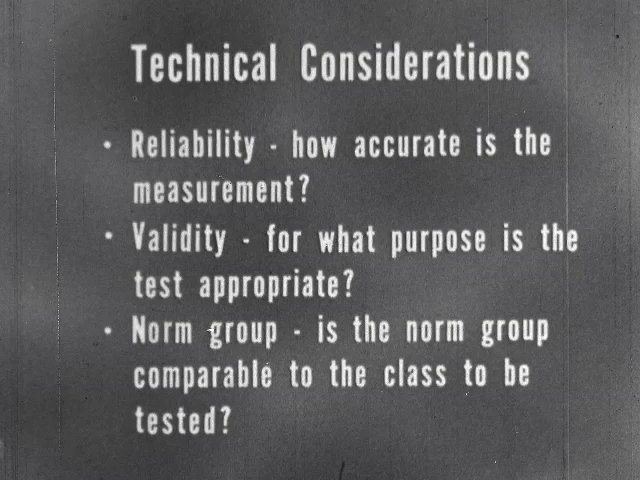 Technical Considerations
• Reliability - how accurate is the
measurement?
• Validity - for what purpose is the
test appropriate?
• Norm group - is the norm group
comparable to the class to be
tested?